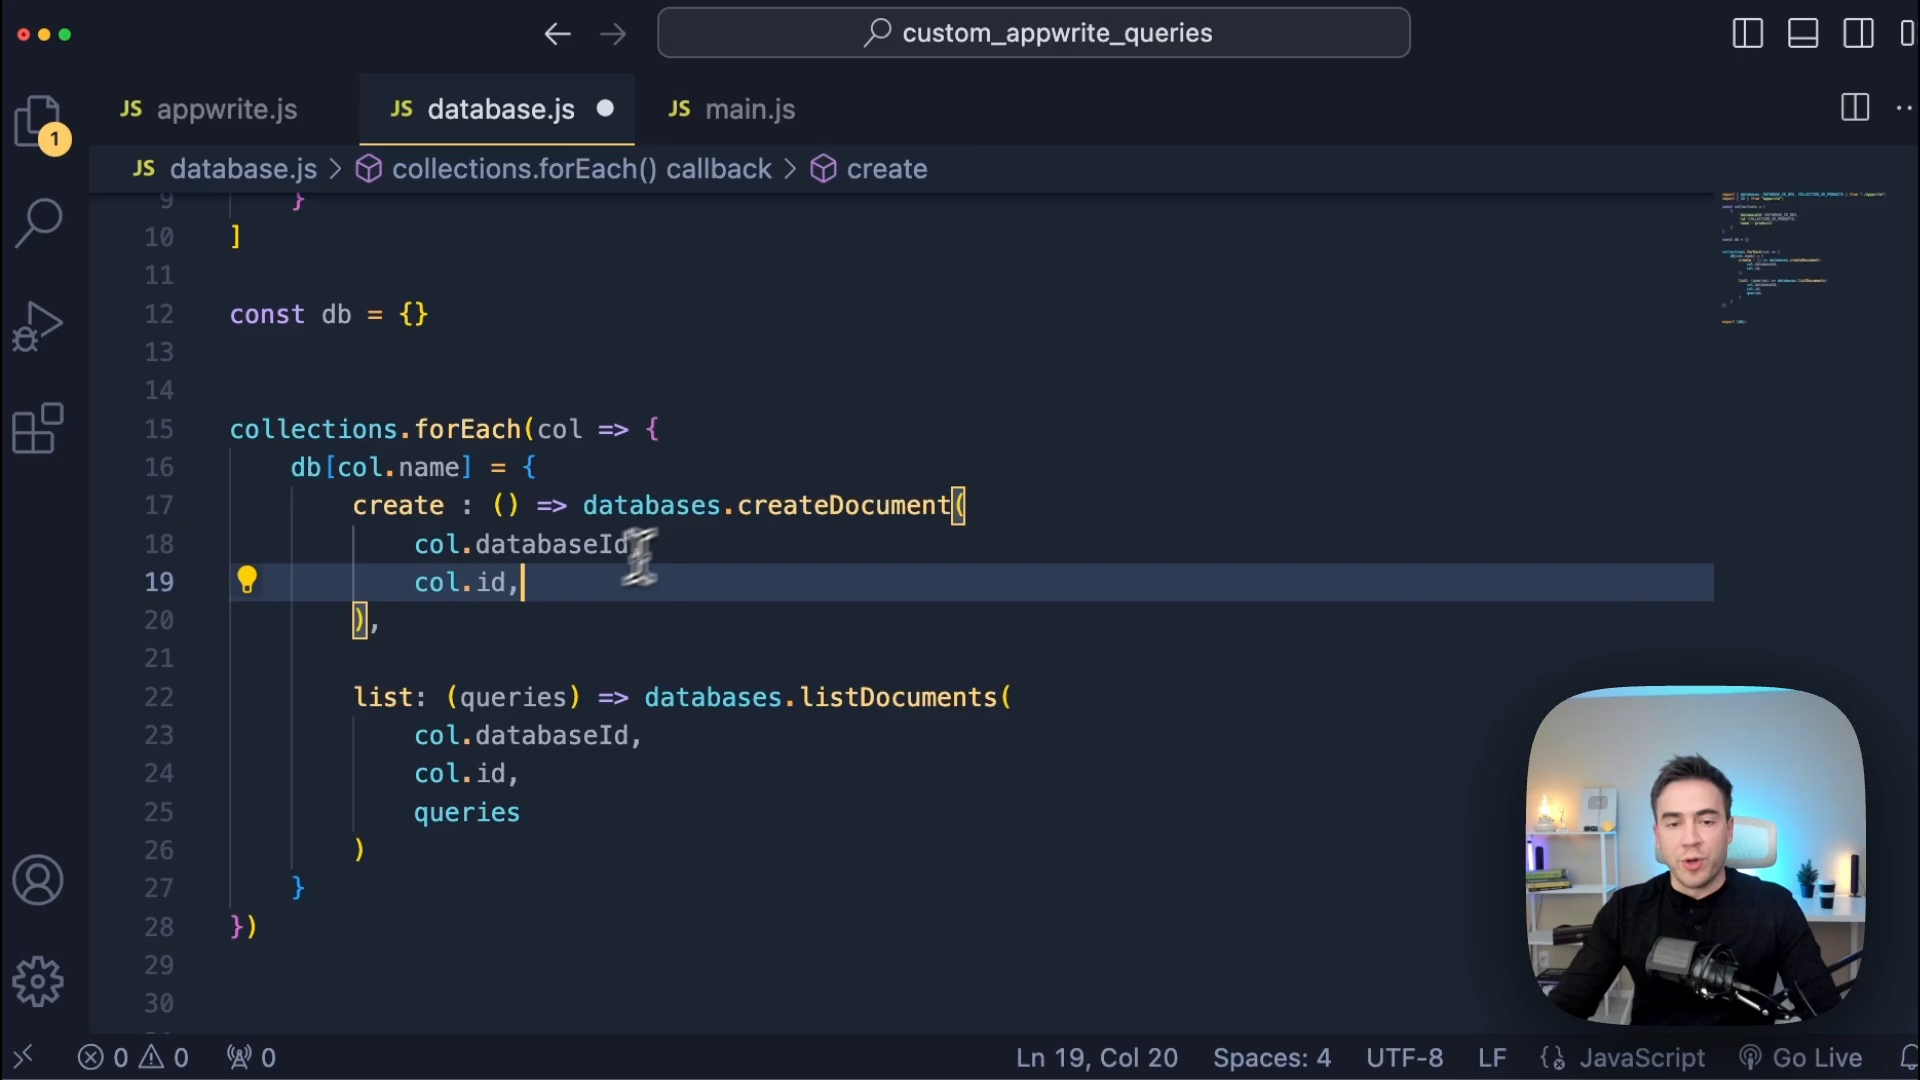 custom_appwrite_queries
JS appwrite.js
JS database.js
JS main.js
1
JS database.js > collections.forEach() callback > create
9 }
10 ]
11
12 const db = {}
13
14
15 collections.forEach(col => {
16 db[col.name] = {
17 create : () => databases.createDocument(
18 col.databaseId
19 col.id,
20 ),
21
22 list: (queries) => databases.listDocuments(
23 col.databaseId,
24 col.id,
25 queries
26 )
27 }
28 })
29
30
0 0 0 Ln 19, Col 20 Spaces: 4 UTF-8 LF JavaScript Go Live